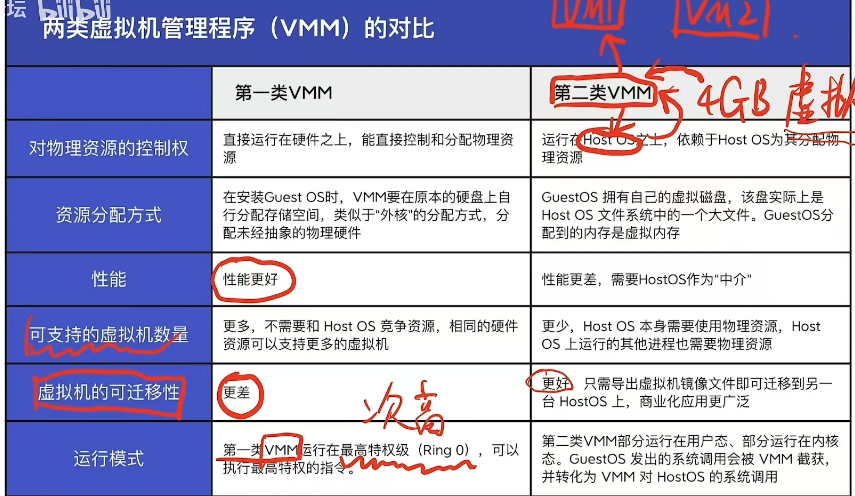 坛 bilibili
两类虚拟机管理程序（VMM）的对比
VM1 VM2
第一类VMM
第二类VMM
4GB 虚拟
对物理资源的控制权
直接运行在硬件之上，能直接控制和分配物理资
源
运行在Host OS之上，依赖于Host OS为其分配物
理资源
资源分配方式
在安装Guest OS时，VMM要在原本的硬盘上自
行分配存储空间，类似于“外核”的分配方式，分
配未经抽象的物理硬件
GuestOS 拥有自己的虚拟磁盘，该盘实际上是
Host OS 文件系统中的一个大文件。GuestOS分
配到的内存是虚拟内存
性能
性能更好
性能更差，需要HostOS作为“中介”
可支持的虚拟机数量
更多，不需要和 Host OS 竞争资源，相同的硬件
资源可以支持更多的虚拟机
更少，Host OS 本身需要使用物理资源，Host
OS 上运行的其他进程也需要物理资源
虚拟机的可迁移性
更差
更好，只需导出虚拟机镜像文件即可迁移到另一
台 HostOS 上，商业化应用更广泛
次高
运行模式
第一类VMM运行在最高特权级（Ring 0），可以
执行最高特权的指令。
第二类VMM部分运行在用户态、部分运行在内核
态。GuestOS 发出的系统调用会被 VMM 截获，
并转化为 VMM 对 HostOS 的系统调用